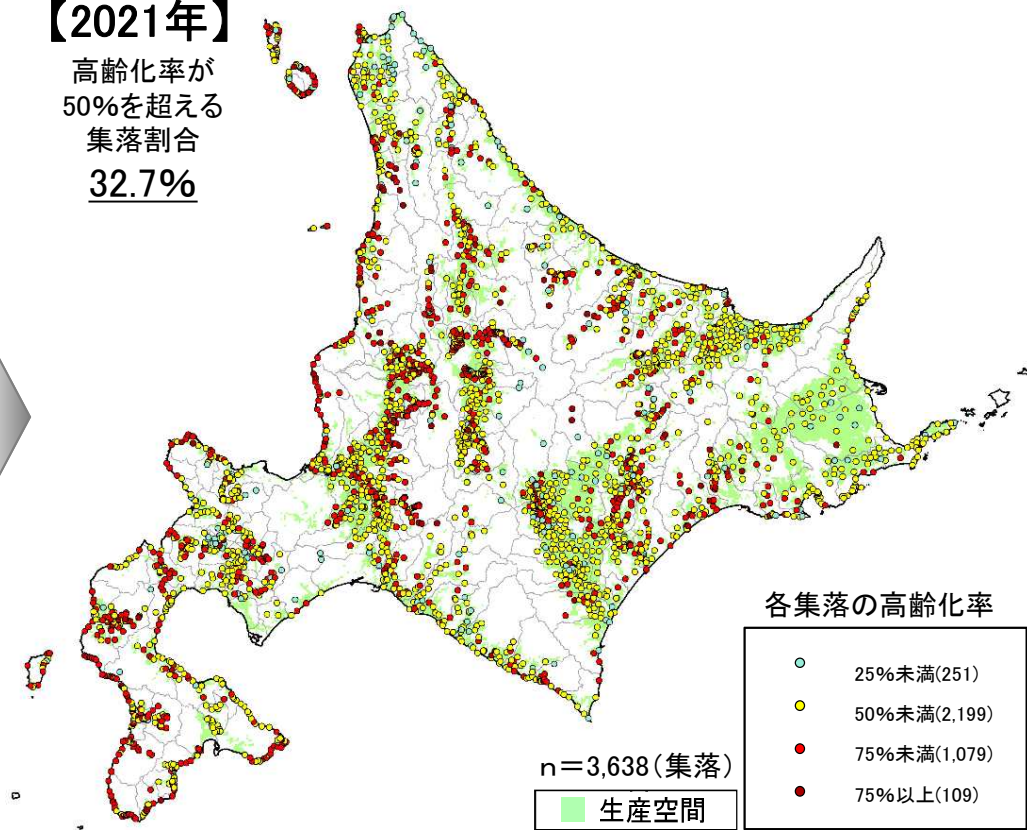 【2021年】
高齢化率が
50%を超える
集落割合
32.7%
各集落の高齢化率
25%未満(251)
50%未満(2,199)
75%未満(1,079)
75%以上(109)
n=3,638(集落)
生産空間